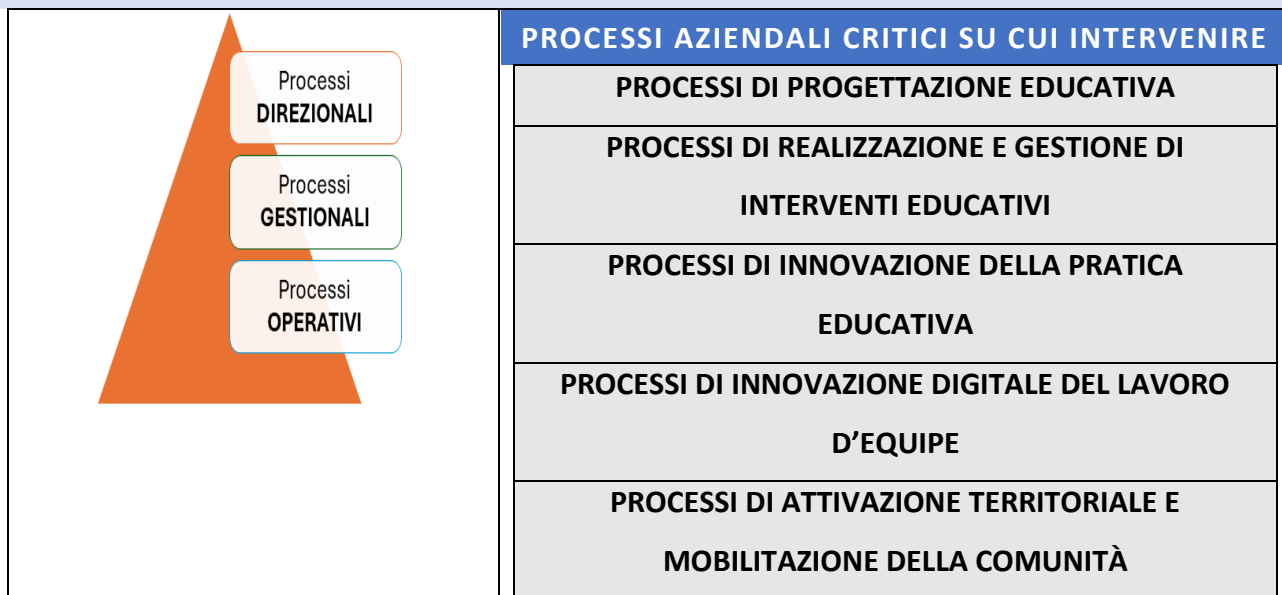 Processi
DIREZIONALI
Processi
GESTIONALI
Processi
OPERATIVI
PROCESSI AZIENDALI CRITICI SU CUI INTERVENIRE
PROCESSI DI PROGETTAZIONE EDUCATIVA
PROCESSI DI REALIZZAZIONE E GESTIONE DI
INTERVENTI EDUCATIVI
PROCESSI DI INNOVAZIONE DELLA PRATICA
EDUCATIVA
PROCESSI DI INNOVAZIONE DIGITALE DEL LAVORO
D’EQUIPE
PROCESSI DI ATTIVAZIONE TERRITORIALE E
MOBILITAZIONE DELLA COMUNITÀ